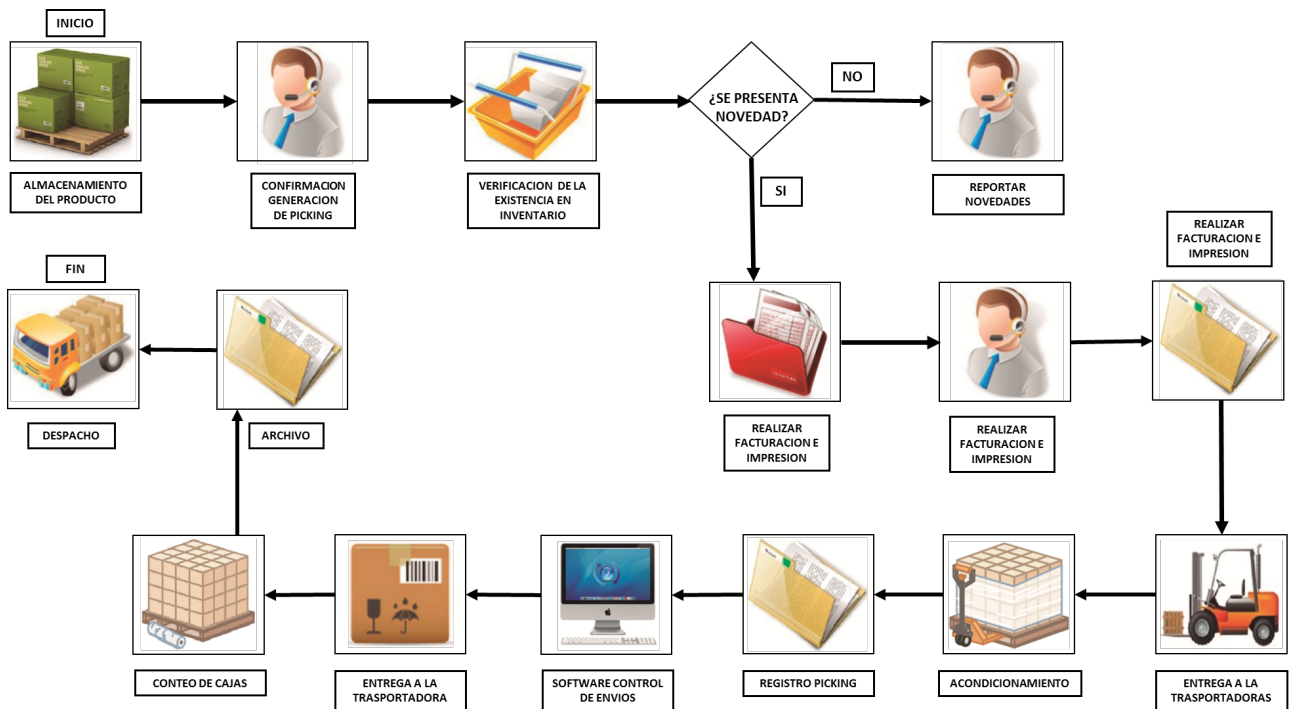 INICIO
ALMACENAMIENTO
DEL PRODUCTO
CONFIRMACION
GENERACION
DE PICKING
VERIFICACION DE LA
EXISTENCIA EN
INVENTARIO
¿SE PRESENTA
NOVEDAD?
NO
REPORTAR
NOVEDADES
SI
REALIZAR
FACTURACION E
IMPRESION
REALIZAR
FACTURACION E
IMPRESION
REALIZAR
FACTURACION E
IMPRESION
FIN
DESPACHO
ARCHIVO
CONTEO DE CAJAS
ENTREGA A LA
TRASPORTADORA
SOFTWARE CONTROL
DE ENVIOS
REGISTRO PICKING
ACONDICIONAMIENTO
ENTREGA A LA
TRASPORTADORAS